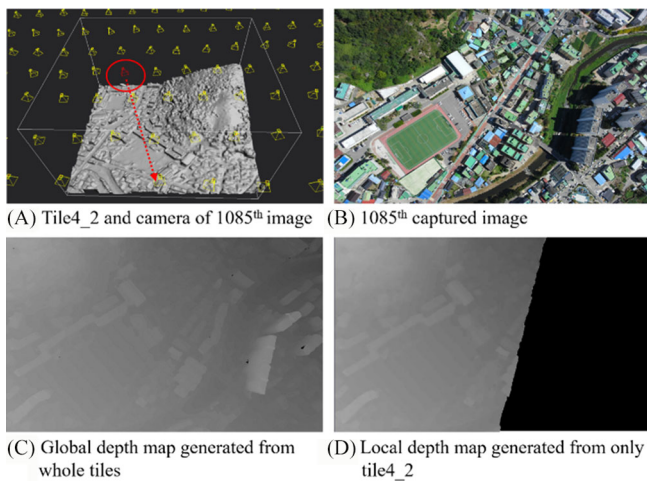 (A) Tile4_2 and camera of 1085th image
(B) 1085th captured image
(C) Global depth map generated from
whole tiles
(D) Local depth map generated from only
tile4_2